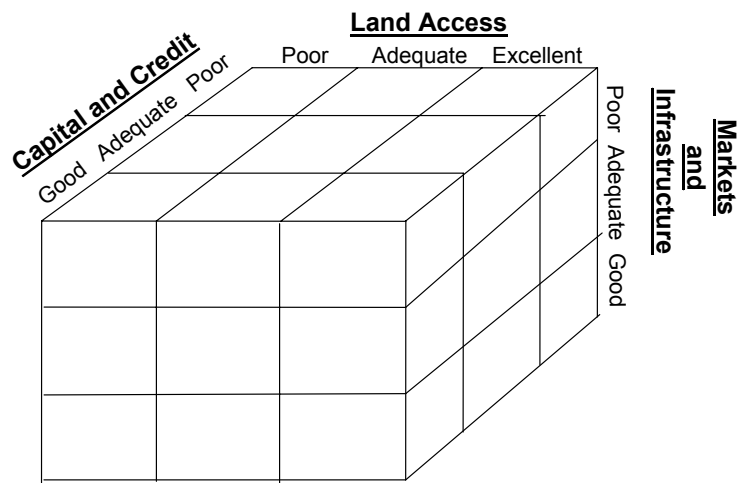 Land Access
Poor Adequate Excellent
Capital and Credit
Good Adequate Poor
Poor Adequate Good
Markets
and
Infrastructure